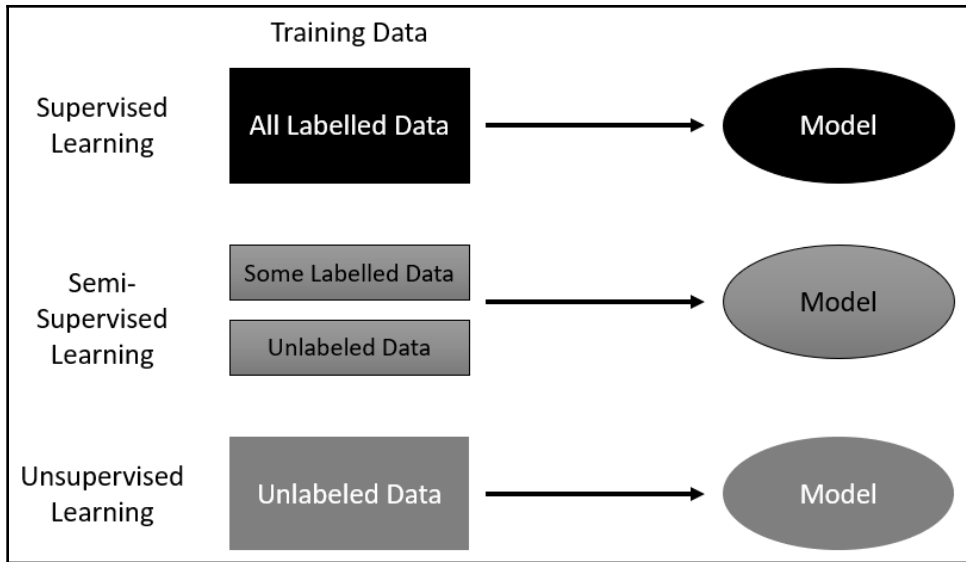 Training Data
Supervised
Learning
All Labelled Data
Model
Semi-
Supervised
Learning
Some Labelled Data
Unlabeled Data
Model
Unsupervised
Learning
Unlabeled Data
Model